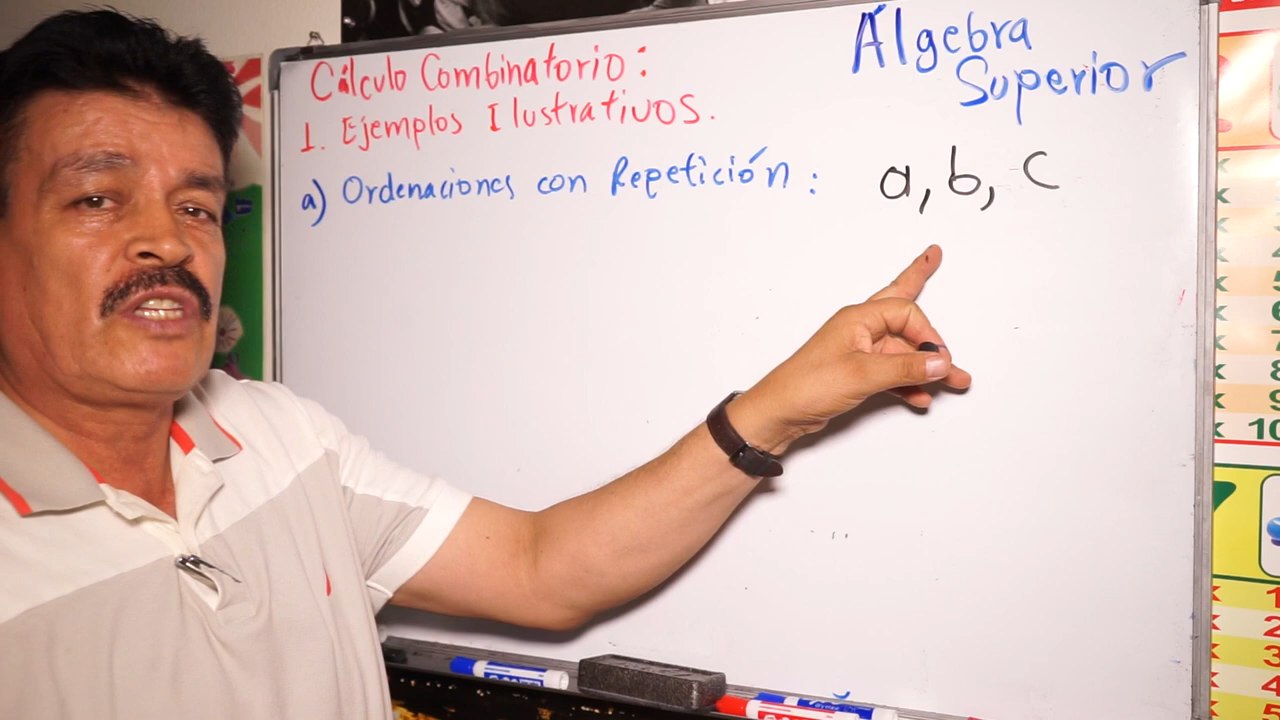 Cálculo Combinatorio:
1. Ejemplos Ilustrativos.
a) Ordenaciones con Repetición:
Álgebra
Superior
a, b, c